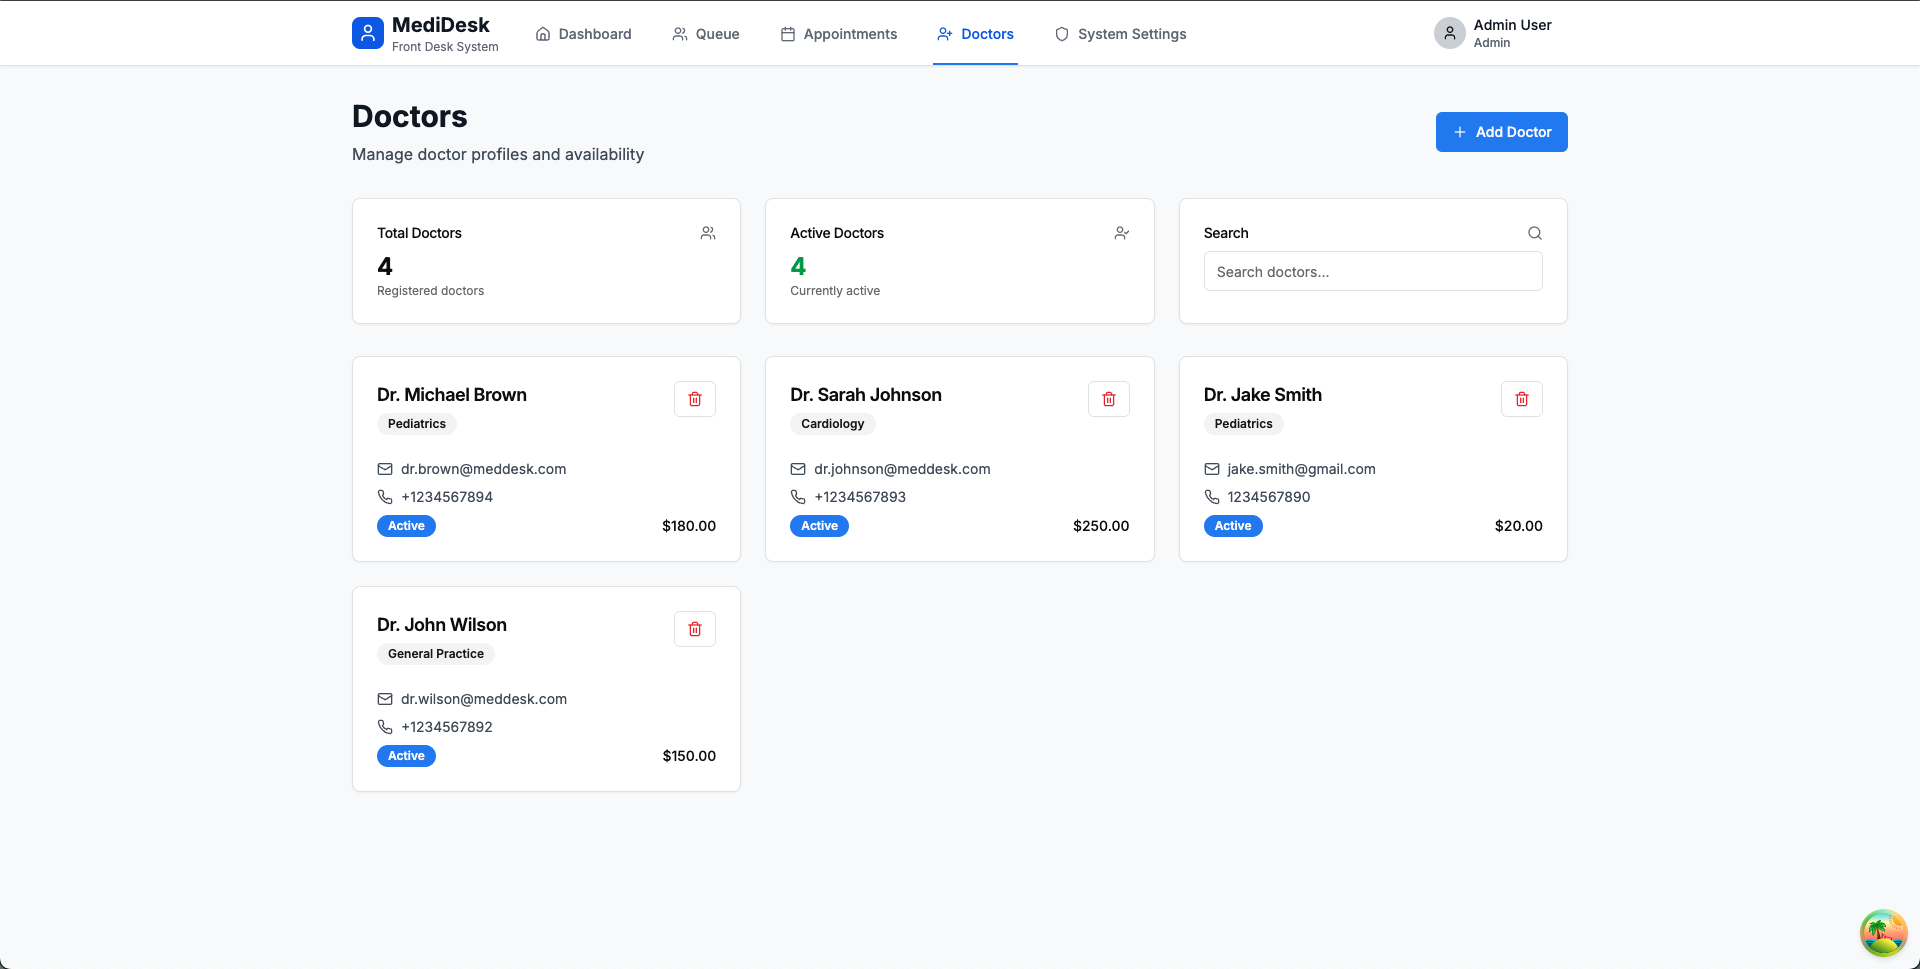 MediDesk
Front Desk System
Dashboard
Queue
Appointments
Doctors
System Settings
Admin User
Admin
Doctors
Manage doctor profiles and availability
Add Doctor
Total Doctors
4
Registered doctors
Active Doctors
4
Currently active
Search
Search doctors...
Dr. Michael Brown
Pediatrics
dr.brown@meddesk.com
+1234567894
Active
$180.00
Dr. Sarah Johnson
Cardiology
dr.johnson@meddesk.com
+1234567893
Active
$250.00
Dr. Jake Smith
Pediatrics
jake.smith@gmail.com
1234567890
Active
$20.00
Dr. John Wilson
General Practice
dr.wilson@meddesk.com
+1234567892
Active
$150.00